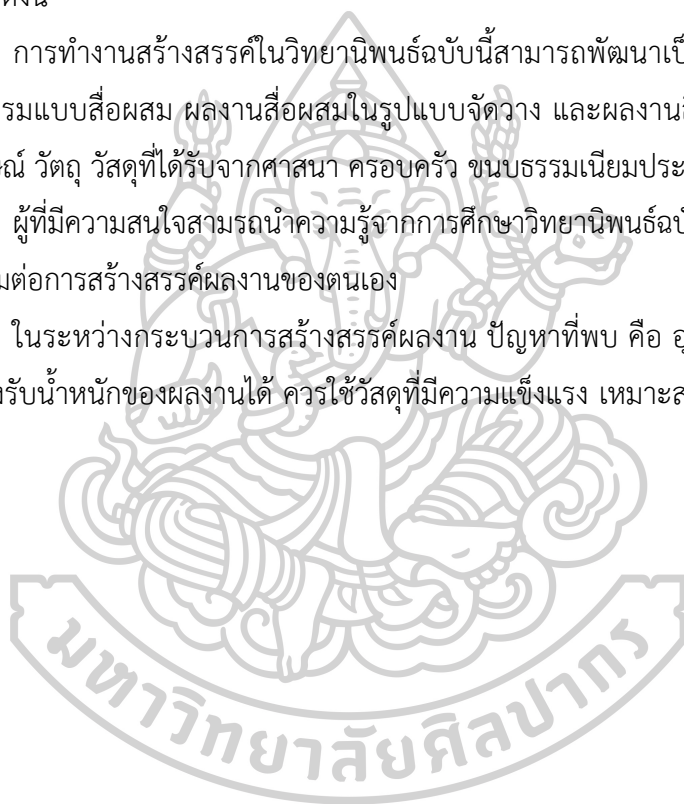 การทำงานสร้างสรรค์ในวิทยานิพนธ์ฉบับนี้สามารถพัฒนาเป็
รมแบบสื่อผสม ผลงานสื่อผสมในรูปแบบจัดวาง และผลงาน
ณ์ วัตถุ วัสดุที่ได้รับจากศาสนา ครอบครัว ขนบธรรมเนียมประ
ผู้ที่มีความสนใจสามรถนำความรู้จากการศึกษาวิทยานิพนธ์ฉบั
มต่อการสร้างสรรค์ผลงานของตนเอง
ในระหว่างกระบวนการสร้างสรรค์ผลงาน ปัญหาที่พบ คือ อุ
งรับน้ำหนักของผลงานได้ ควรใช้วัสดุที่มีความแข็งแรง เหมาะส
มหาวิทยาลัยศิลปากร